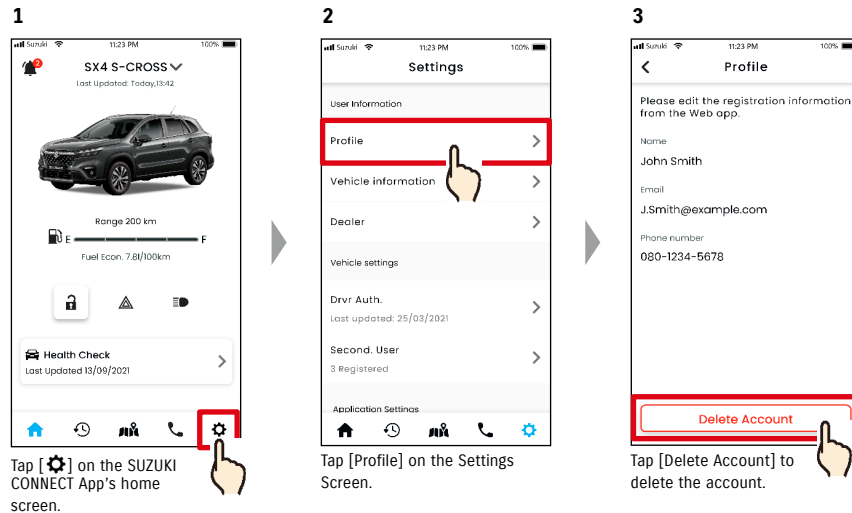 1
Suzuki 11:23 PM 100%
2
SX4 S-CROSS
Last Updated: Today,13:42
Range 200 km
E F
Fuel Econ. 7.8l/100km
Health Check
Last Updated 13/09/2021
Tap [ ] on the SUZUKI
CONNECT App's home
screen.
2
Suzuki 11:23 PM 100%
Settings
User Information
Profile
Vehicle information
Dealer
Vehicle settings
Drvr Auth.
Last updated: 25/03/2021
Second. User
3 Registered
Application Settings
Tap [Profile] on the Settings
Screen.
3
Suzuki 11:23 PM 100%
Profile
Please edit the registration information
from the Web app.
Name
John Smith
Email
J.Smith@example.com
Phone number
080-1234-5678
Delete Account
Tap [Delete Account] to
delete the account.